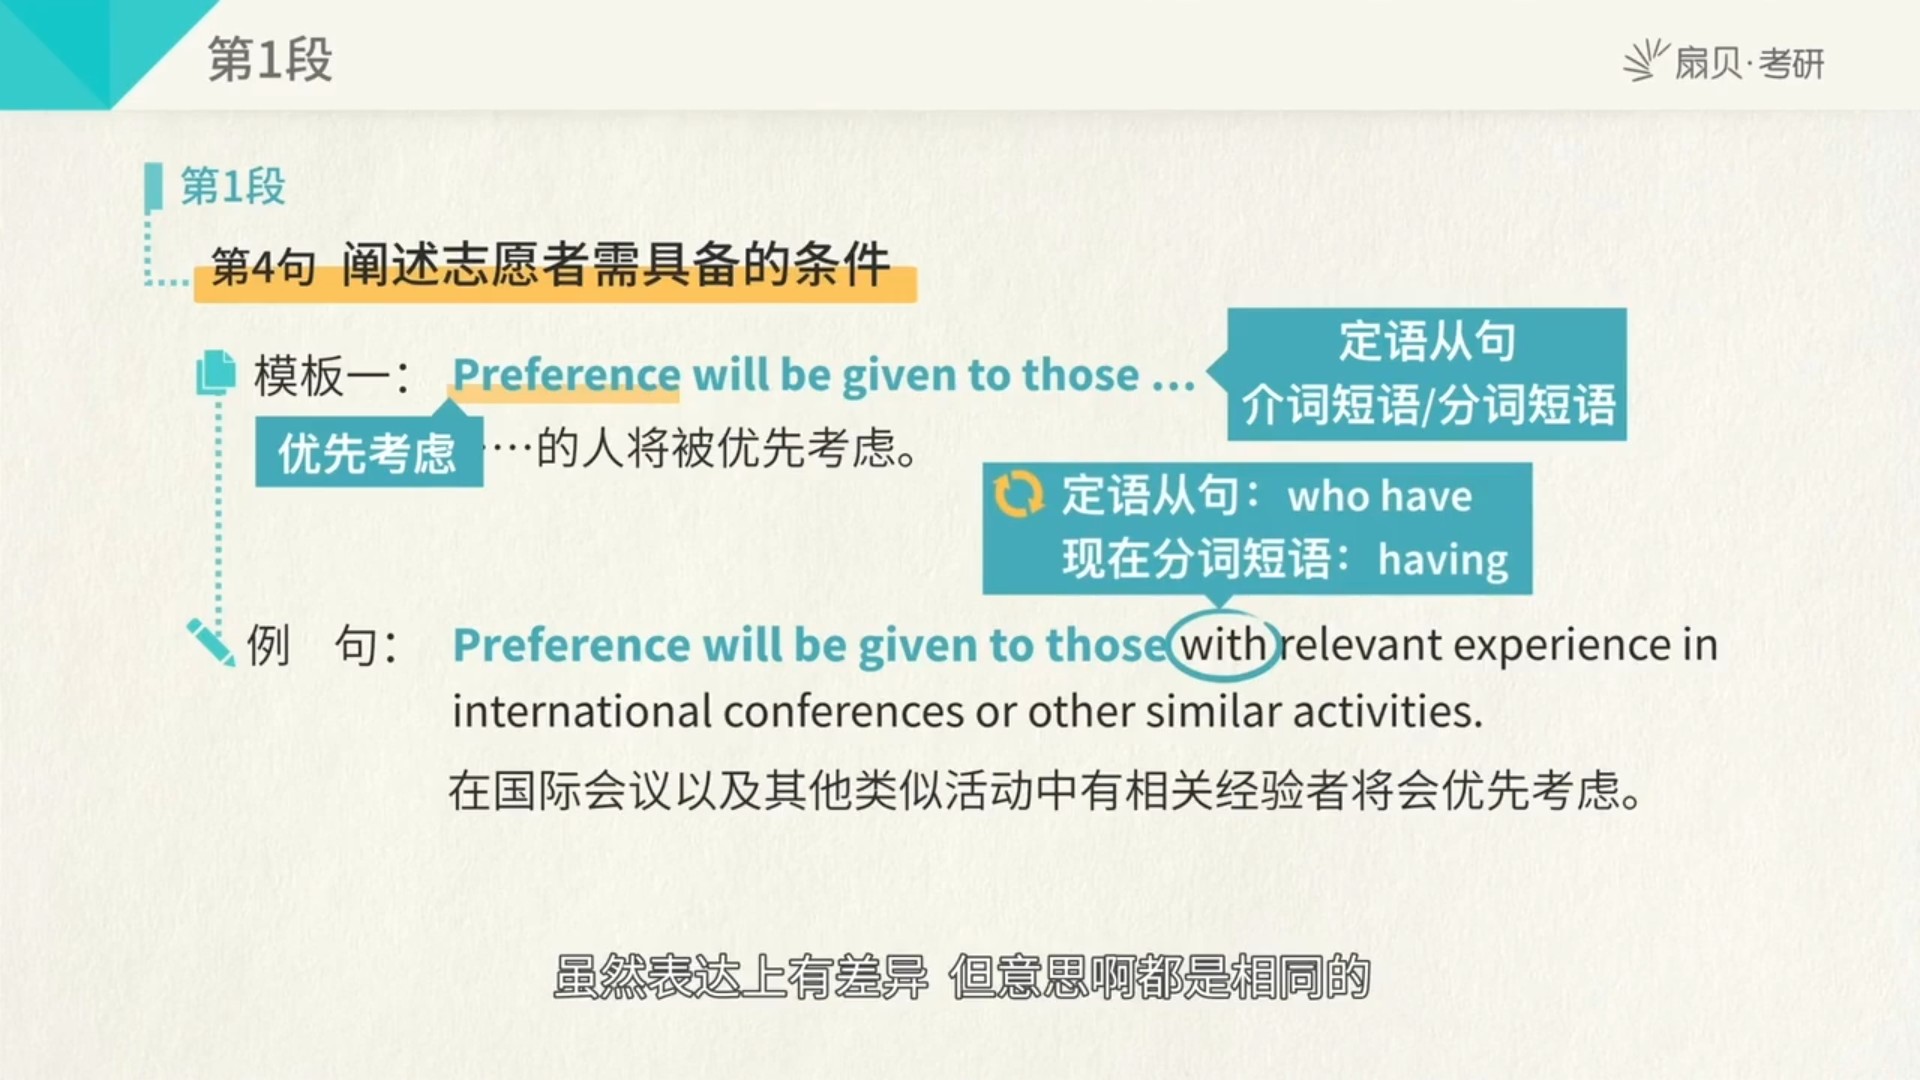 第1段
扇贝·考研
第1段
第4句 阐述志愿者需具备的条件
模板一： Preference will be given to those ...
定语从句
介词短语/分词短语
优先考虑
……的人将被优先考虑。
定语从句：who have
现在分词短语：having
例 句： Preference will be given to those with relevant experience in
international conferences or other similar activities.
在国际会议以及其他类似活动中有相关经验者将会优先考虑。
虽然表达上有差异 但意思啊都是相同的